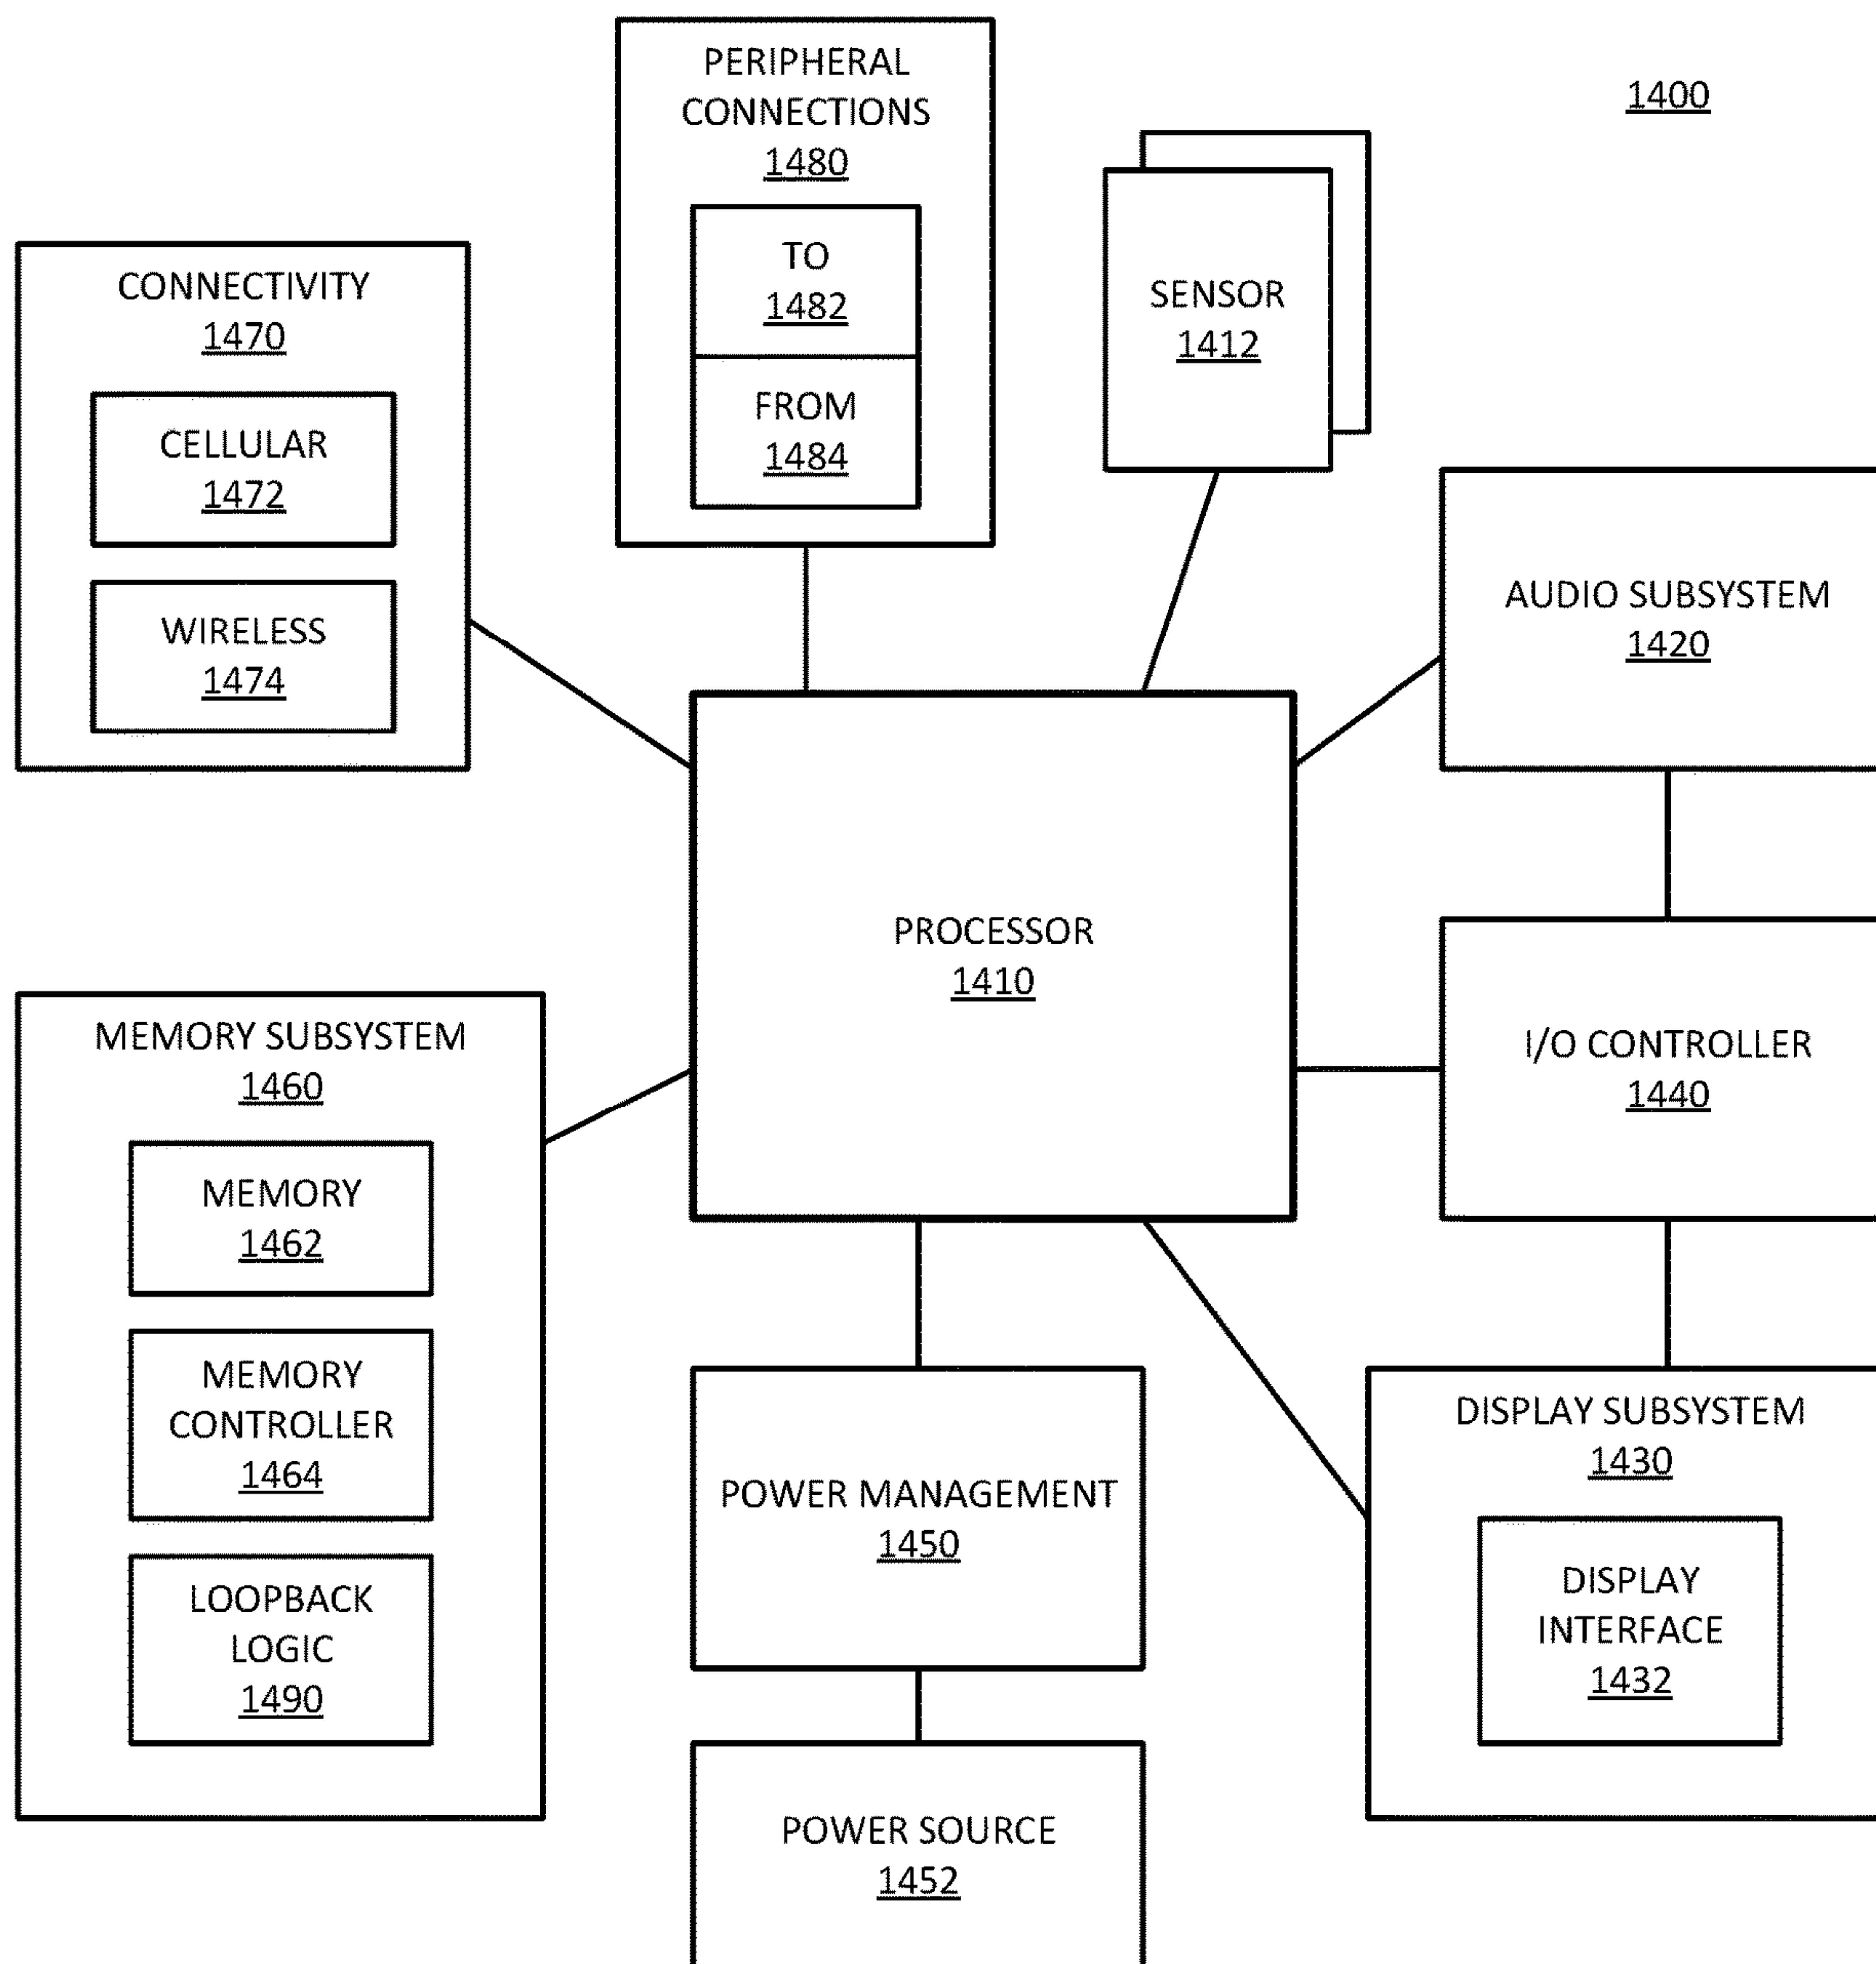 PERIPHERAL
CONNECTIONS
1480
TO
1482
FROM
1484
1400
SENSOR
1412
CONNECTIVITY
1470
CELLULAR
1472
WIRELESS
1474
AUDIO SUBSYSTEM
1420
PROCESSOR
1410
I/O CONTROLLER
1440
MEMORY SUBSYSTEM
1460
MEMORY
1462
MEMORY
CONTROLLER
1464
LOOPBACK
LOGIC
1490
POWER MANAGEMENT
1450
POWER SOURCE
1452
DISPLAY SUBSYSTEM
1430
DISPLAY
INTERFACE
1432